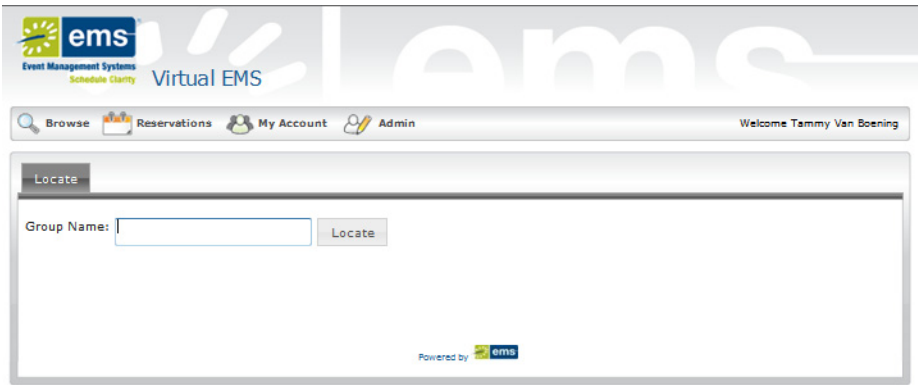 ems
Event Management Systems
Schedule Clarity
Virtual EMS
ems
Browse Reservations My Account Admin Welcome Tammy Van Boening
Locate
Group Name: Locate
Powered by ems